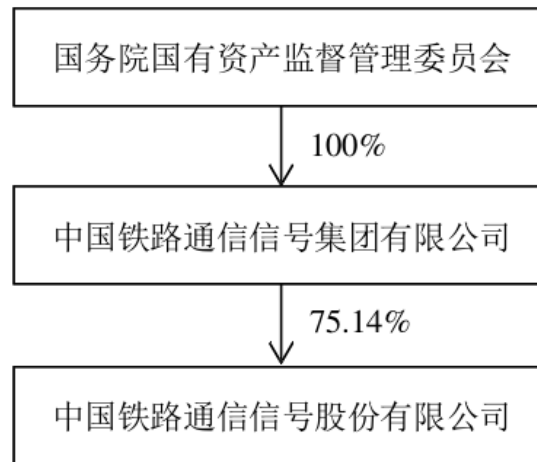 国务院国有资产监督管理委员会
100%
中国铁路通信信号集团有限公司
75.14%
中国铁路通信信号股份有限公司